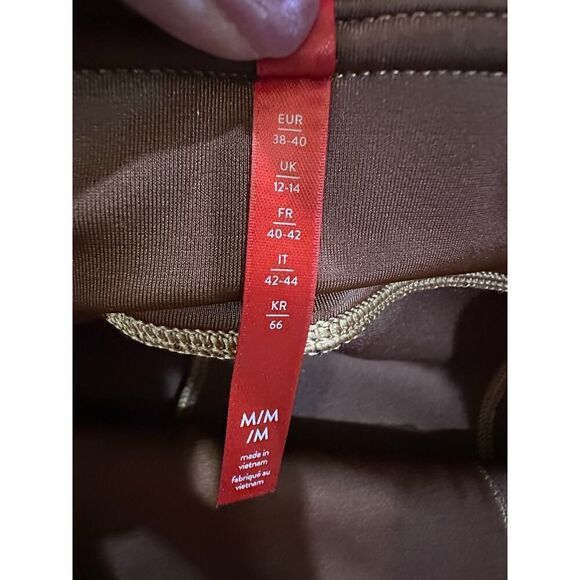 EUR
38-40
UK
12-14
FR
40-42
IT
42-44
KR
66
M/M
/M
made in
vietnam
fabriqué au
vietnam